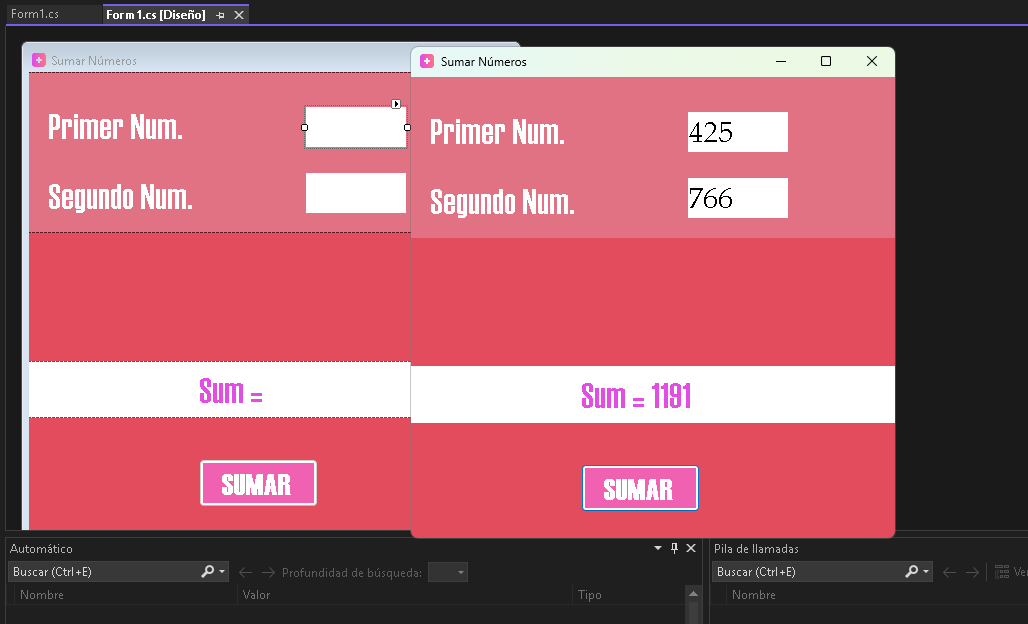 Form1.cs
Form1.cs [Diseño]
Sumar Números
Primer Num.
Segundo Num.
Sum =
SUMAR
Sumar Números
Primer Num.
425
Segundo Num.
766
Sum = 1191
SUMAR
Automático
Buscar (Ctrl+E)
Profundidad de búsqueda:
Nombre
Valor
Tipo
Pila de llamadas
Buscar (Ctrl+E)
Ver
Nombre